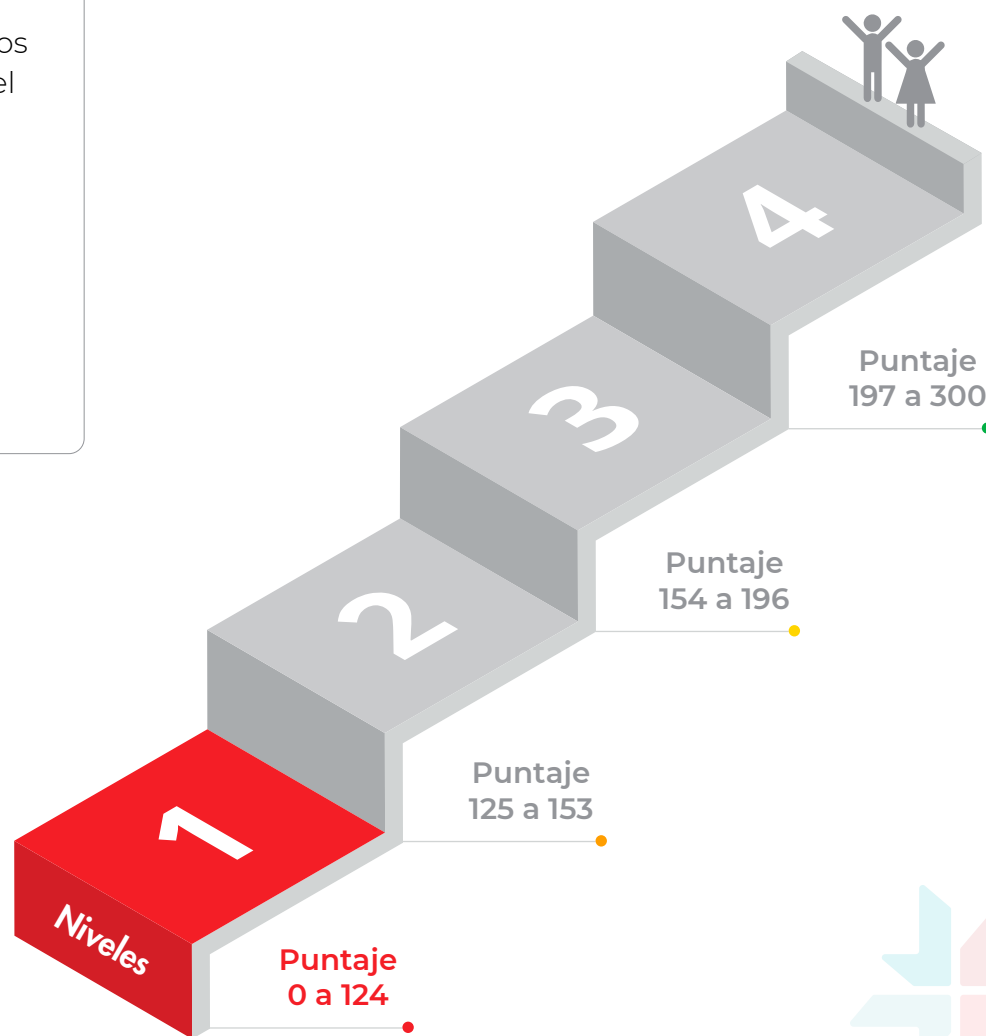 os
el
4
Puntaje
197 a 300
3
Puntaje
154 a 196
2
Puntaje
125 a 153
1
Niveles
Puntaje
0 a 124